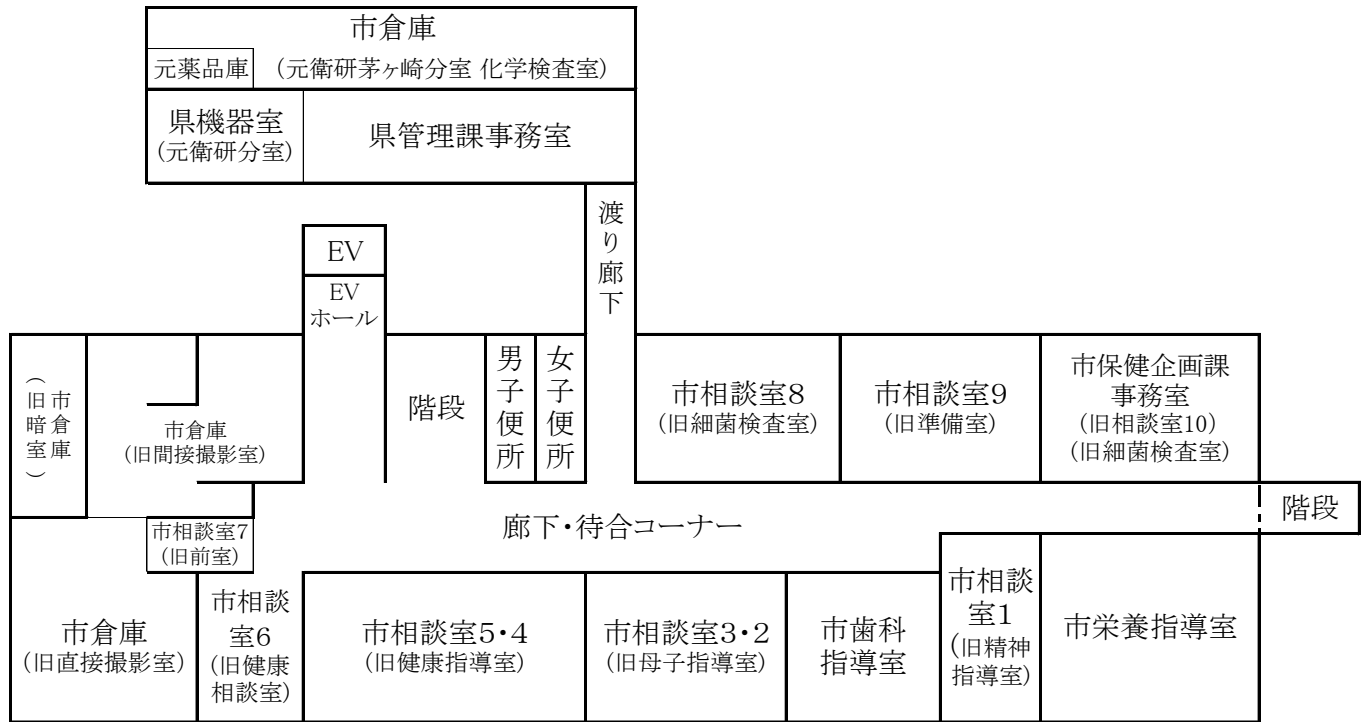 市倉庫
元薬品庫
(元衛研茅ヶ崎分室 化学検査室)
県機器室
(元衛研分室)
県管理課事務室
渡り廊下
EV
EV
ホール
市倉庫
(旧暗室)
市倉庫
(旧間接撮影室)
階段
男子便所
女子便所
市相談室8
(旧細菌検査室)
市相談室9
(旧準備室)
市保健企画課
事務室
(旧相談室10)
(旧細菌検査室)
市相談室7
(旧前室)
廊下・待合コーナー
階段
市倉庫
(旧直接撮影室)
市相談
室6
(旧健康
相談室)
市相談室5・4
(旧健康指導室)
市相談室3・2
(旧母子指導室)
市歯科
指導室
市相談
室1
(旧精神
指導室)
市栄養指導室